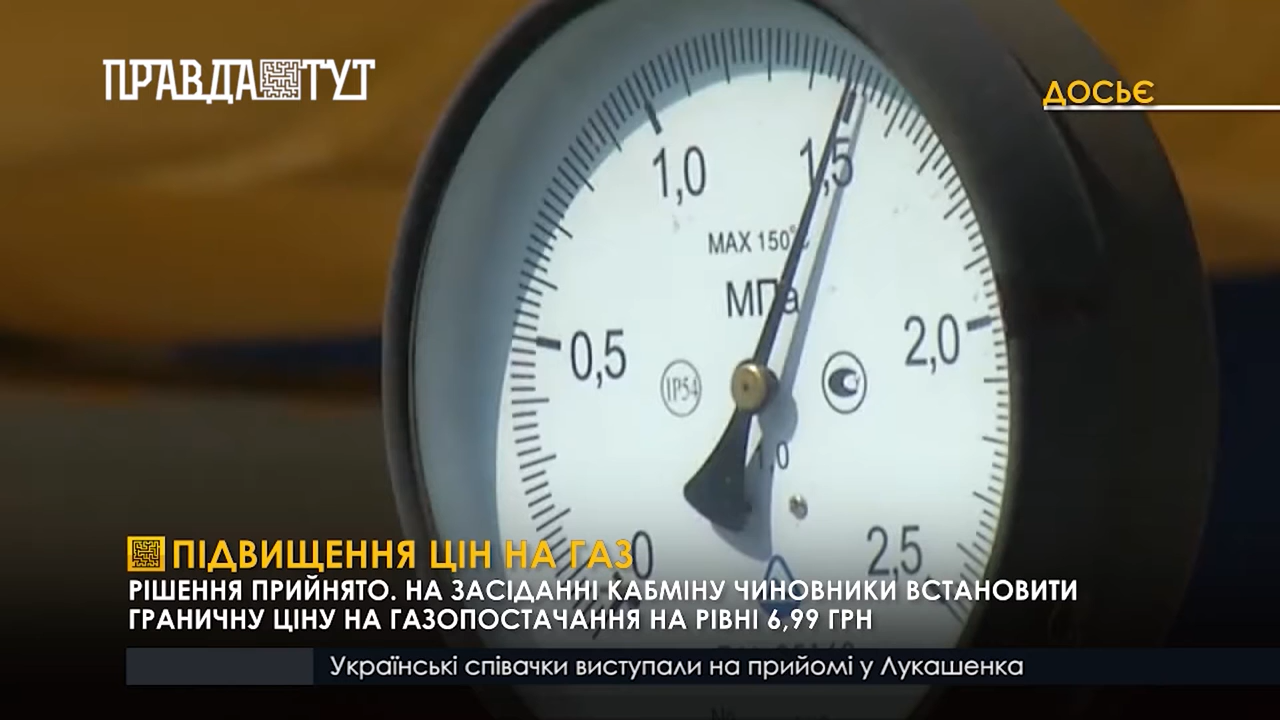 ПРАВДА ТУТ
ДОСЬЄ
1,0
1,5
MAX 150°C
МПа
0,5
2,0
IP54
1,0
0
2,5
ПІДВИЩЕННЯ ЦІН НА ГАЗ
РІШЕННЯ ПРИЙНЯТО. НА ЗАСІДАННІ КАБМІНУ ЧИНОВНИКИ ВСТАНОВИТИ
ГРАНИЧНУ ЦІНУ НА ГАЗОПОСТАЧАННЯ НА РІВНІ 6,99 ГРН
Українські співачки виступали на прийомі у Лукашенка